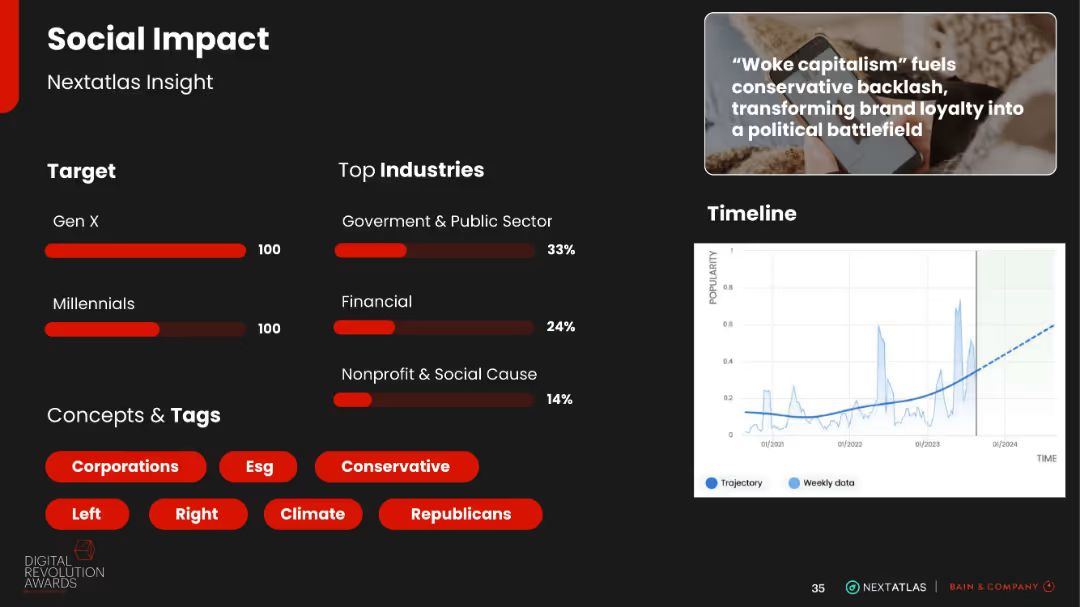 Social Impact
Nextatlas Insight
“Woke capitalism” fuels
conservative backlash,
transforming brand loyalty into
a political battlefield
Target
Gen X
100
Millennials
100
Top Industries
Goverment & Public Sector
33%
Financial
24%
Nonprofit & Social Cause
14%
Concepts & Tags
Corporations
Esg
Conservative
Left
Right
Climate
Republicans
Timeline
POPULARITY
1
0.8
0.6
0.4
0.2
0
01/2021
01/2022
01/2023
01/2024
TIME
Trajectory
Weekly data
DIGITAL
REVOLUTION
AWARDS
35
NEXTATLAS
BAIN & COMPANY